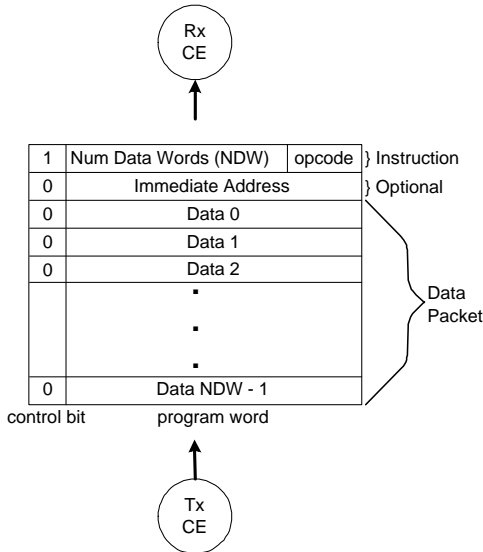 Rx
CE
1 Num Data Words (NDW) opcode } Instruction
0 Immediate Address } Optional
0 Data 0
0 Data 1
0 Data 2
Data
Packet
0 Data NDW - 1
control bit program word
Tx
CE